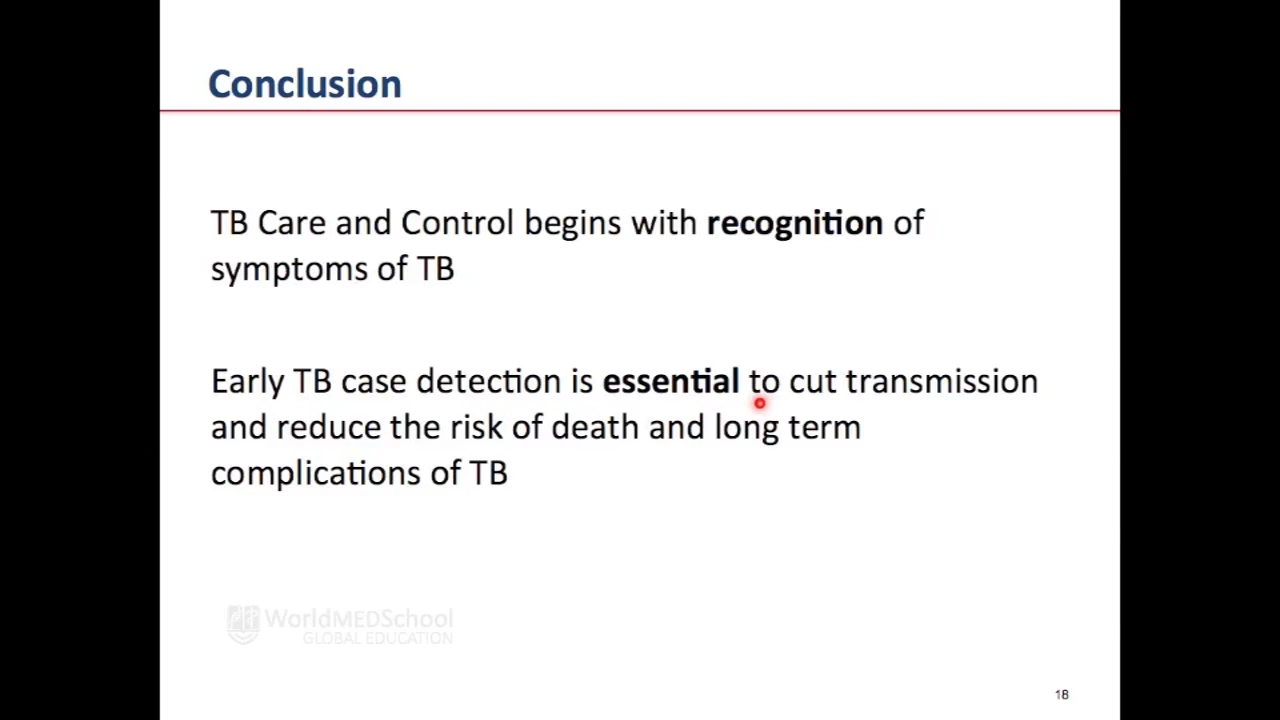 Conclusion
TB Care and Control begins with recognition of
symptoms of TB
Early TB case detection is essential to cut transmission
and reduce the risk of death and long term
complications of TB
WorldMEDSchool
GLOBAL EDUCATION
18